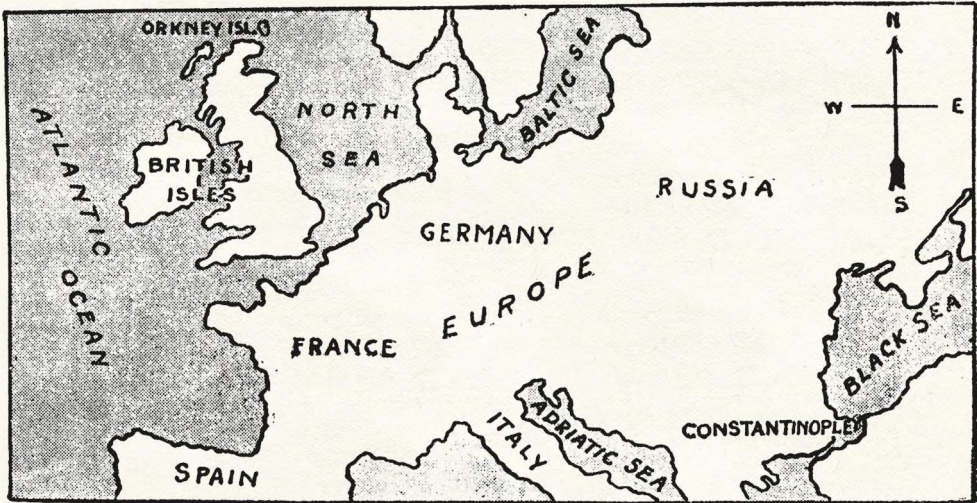 ORKNEY ISLD
N
W
E
S
ATLANTIC
OCEAN
NORTH
SEA
BALTIC SEA
BRITISH
ISLES
RUSSIA
GERMANY
EUROPE
FRANCE
BLACK SEA
ITALY
ADRIATIC SEA
CONSTANTINOPLE
SPAIN